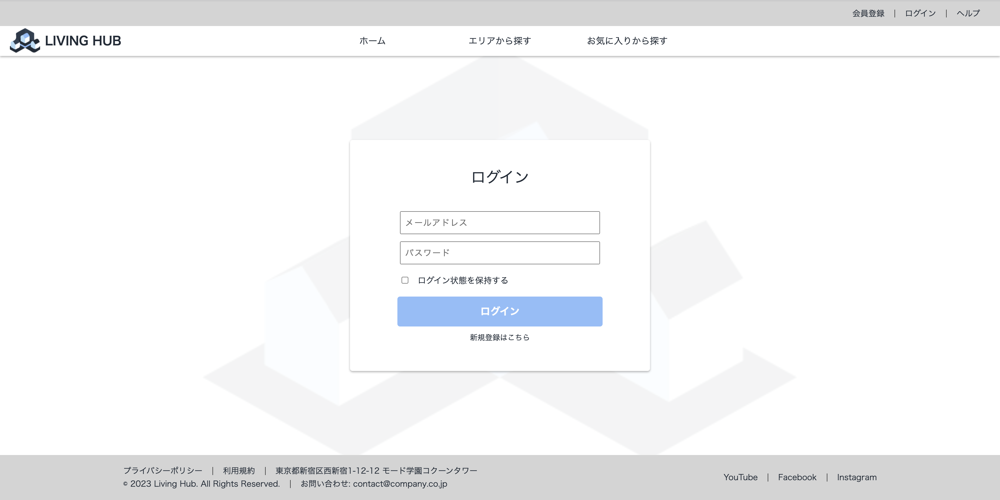 会員登録 | ログイン | ヘルプ
LIVING HUB
ホーム エリアから探す お気に入りから探す
ログイン
メールアドレス
パスワード
ログイン状態を保持する
ログイン
新規登録はこちら
プライバシーポリシー | 利用規約 | 東京都新宿区西新宿1-12-12 モード学園コクーンタワー
© 2023 Living Hub. All Rights Reserved. | お問い合わせ: contact@company.co.jp
YouTube | Facebook | Instagram